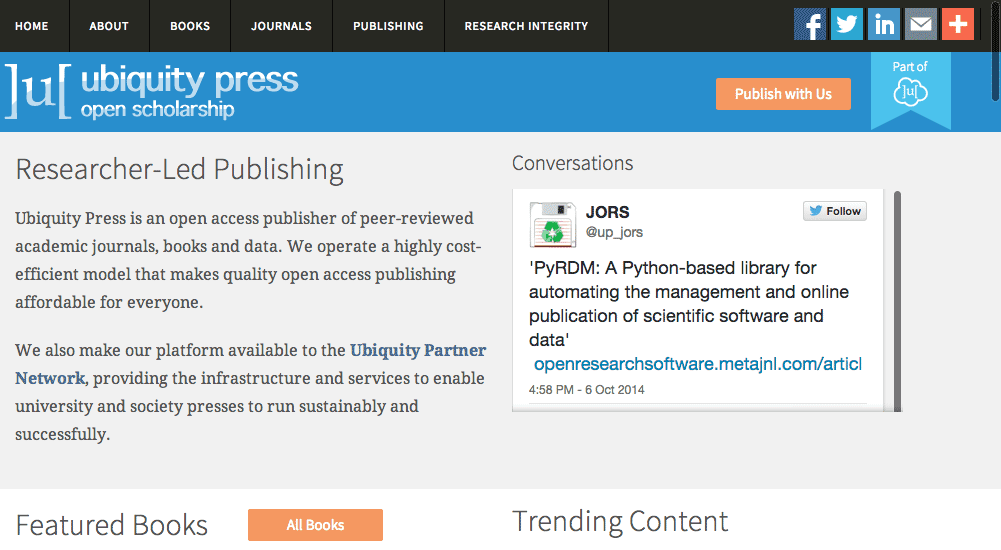 HOME ABOUT BOOKS JOURNALS PUBLISHING RESEARCH INTEGRITY
]u[ ubiquity press
open scholarship
Publish with Us
Part of
]u[
Researcher-Led Publishing
Ubiquity Press is an open access publisher of peer-reviewed
academic journals, books and data. We operate a highly cost-
efficient model that makes quality open access publishing
affordable for everyone.
We also make our platform available to the Ubiquity Partner
Network, providing the infrastructure and services to enable
university and society presses to run sustainably and
successfully.
Conversations
JORS
@up_jors
Follow
'PyRDM: A Python-based library for
automating the management and online
publication of scientific software and
data'
openresearchsoftware.metajnl.com/articl
4:58 PM - 6 Oct 2014
Featured Books
All Books
Trending Content